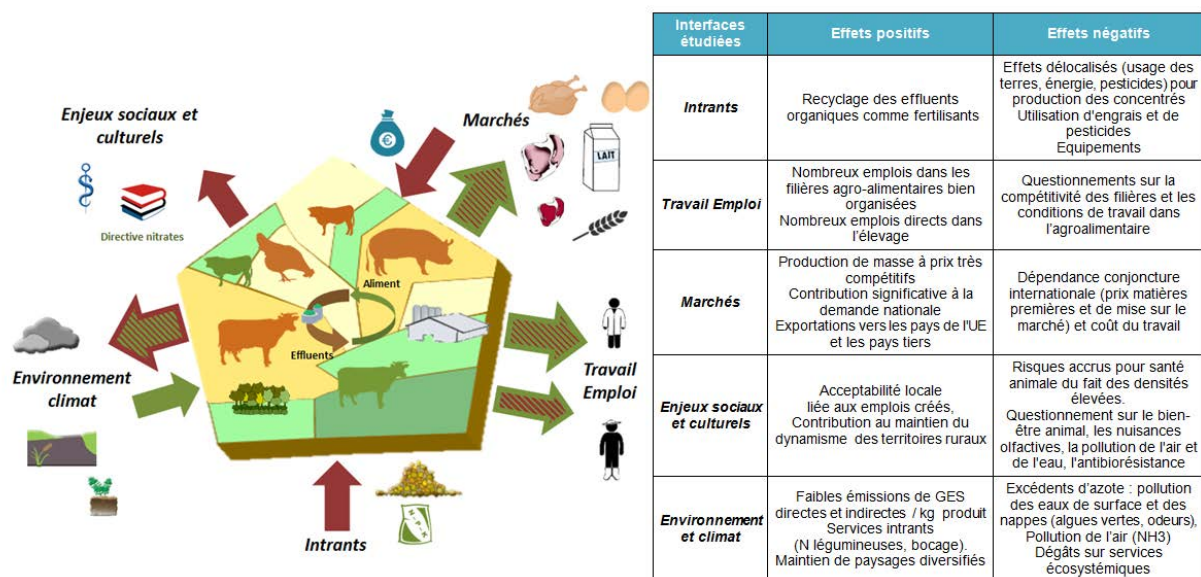 Enjeux sociaux et
culturels
Directive nitrates
Marchés
€
LAIT
Aliment
Effluents
Environnement
climat
Travail
Emploi
N-P-K
Intrants
Interfaces
étudiées
Effets positifs
Effets négatifs
Intrants
Recyclage des effluents
organiques comme fertilisants
Effets délocalisés (usage des
terres, énergie, pesticides) pour
production des concentrés
Utilisation d'engrais et de
pesticides
Equipements
Travail Emploi
Nombreux emplois dans les
filières agro-alimentaires bien
organisées
Nombreux emplois directs dans
l'élevage
Questionnements sur la
compétitivité des filières et les
conditions de travail dans
l'agroalimentaire
Marchés
Production de masse à prix très
compétitifs
Contribution significative à la
demande nationale
Exportations vers les pays de l'UE
et les pays tiers
Dépendance conjoncture
internationale (prix matières
premières et de mise sur le
marché) et coût du travail
Enjeux sociaux
et culturels
Acceptabilité locale
liée aux emplois créés,
Contribution au maintien du
dynamisme des territoires ruraux
Risques accrus pour santé
animale du fait des densités
élevées.
Questionnement sur le bien-
être animal, les nuisances
olfactives, la pollution de l'air et
de l'eau, l'antibiorésistance
Environnement
et climat
Faibles émissions de GES
directes et indirectes / kg produit
Services intrants
(N légumineuses, bocage).
Maintien de paysages diversifiés
Excédents d'azote : pollution
des eaux de surface et des
nappes (algues vertes, odeurs),
Pollution de l'air (NH3)
Dégâts sur services
écosystémiques